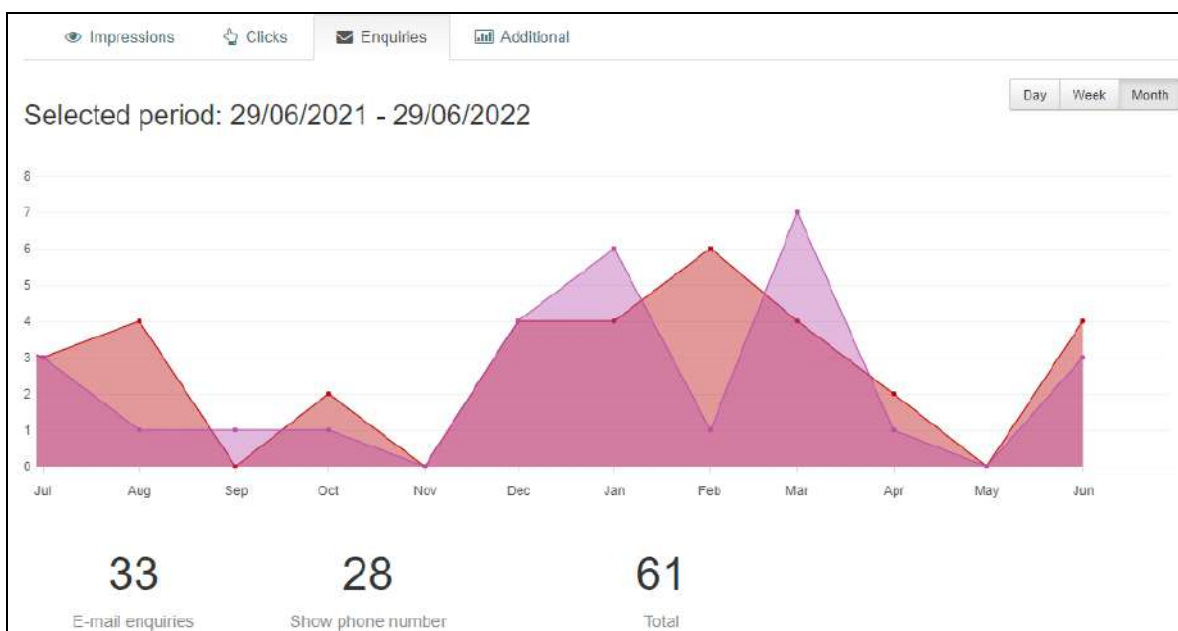 Impressions Clicks Enquiries Additional
Day Week Month
Selected period: 29/06/2021 - 29/06/2022
8
7
6
5
4
3
2
1
0
Jul Aug Sep Oct Nov Dec Jan Feb Mar Apr May Jun
33 28 61
E-mail enquiries Show phone number Total